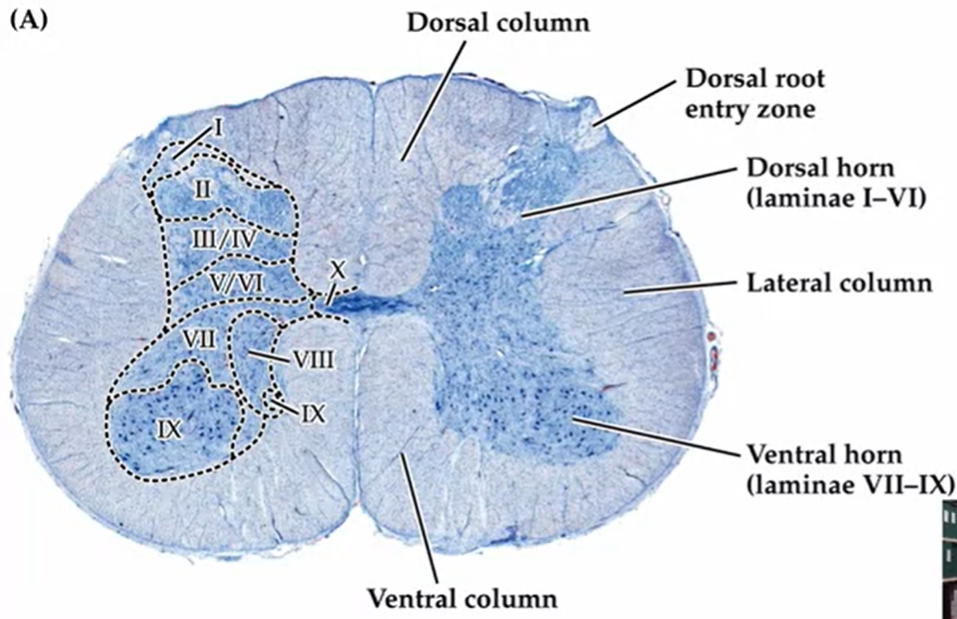 (A)
Dorsal column
Dorsal root
entry zone
I
II
Dorsal horn
(laminae I–VI)
III/IV
V/VI
X
Lateral column
VII
VIII
IX
IX
Ventral horn
(laminae VII–IX)
Ventral column